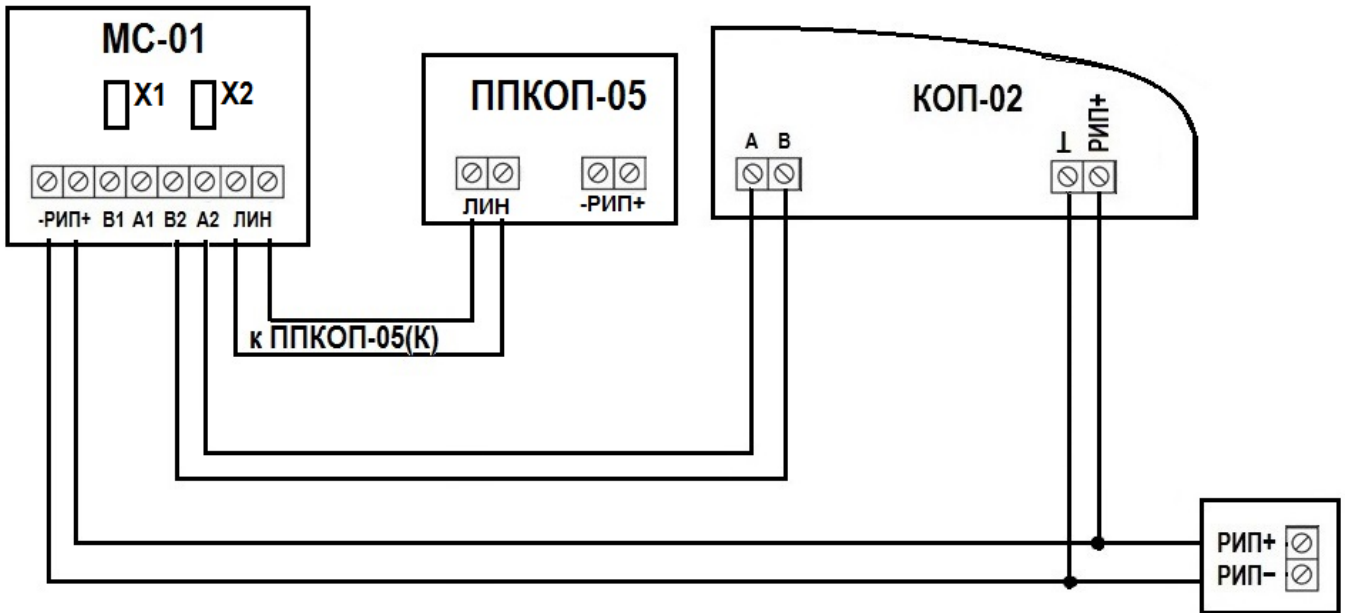 МС-01
X1
X2
-РИП+ В1 А1 В2 А2 ЛИН
ППКОП-05
ЛИН
-РИП+
к ППКОП-05(К)
КОП-02
А В
⊥
РИП+
РИП+
РИП−